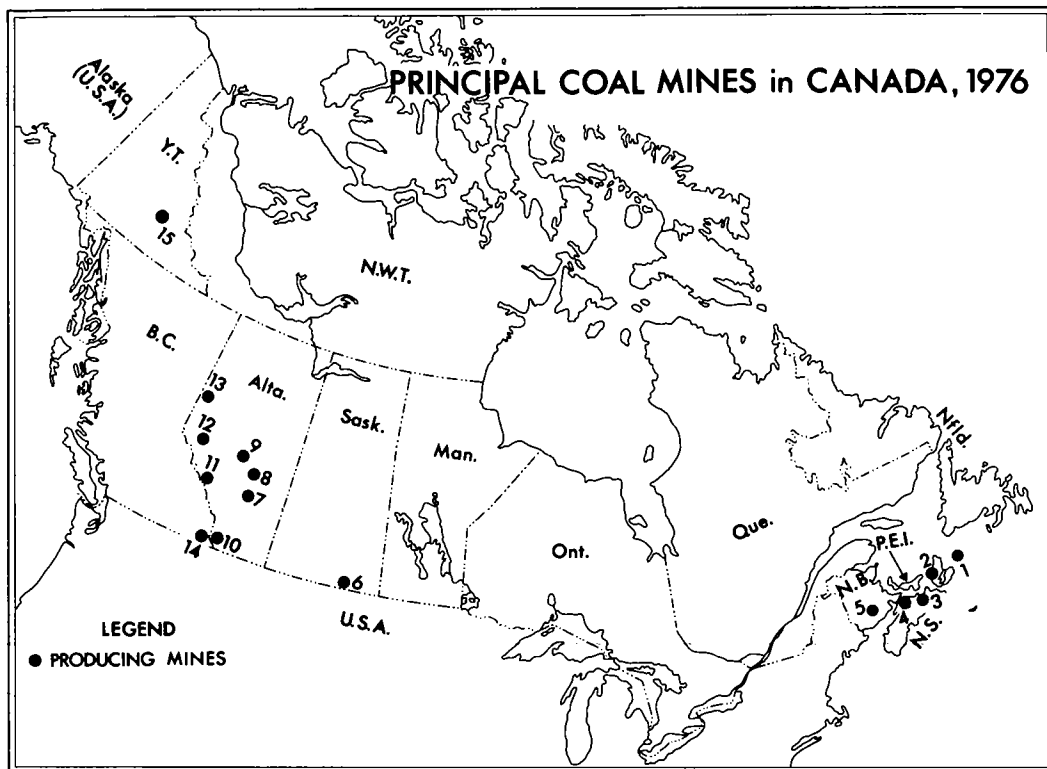 PRINCIPAL COAL MINES in CANADA, 1976
Alaska
(U.S.A.)
Y.T.
15
N.W.T.
B.C.
13
Alta.
12
9
Sask.
11
8
7
Man.
14
10
6
U.S.A.
Ont.
Que.
Nfld.
P.E.I.
N.B.
2
1
5
4
3
N.S.
LEGEND
PRODUCING MINES